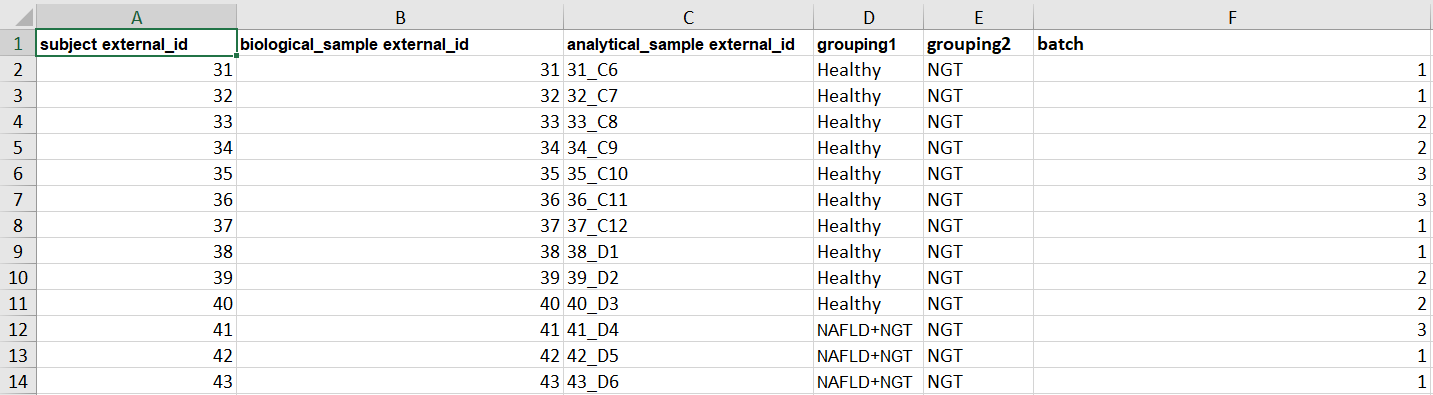 A B C D E F
1 subject external_id biological_sample external_id analytical_sample external_id grouping1 grouping2 batch
2 31 31 31_C6 Healthy NGT 1
3 32 32 32_C7 Healthy NGT 1
4 33 33 33_C8 Healthy NGT 2
5 34 34 34_C9 Healthy NGT 2
6 35 35 35_C10 Healthy NGT 3
7 36 36 36_C11 Healthy NGT 3
8 37 37 37_C12 Healthy NGT 1
9 38 38 38_D1 Healthy NGT 1
10 39 39 39_D2 Healthy NGT 2
11 40 40 40_D3 Healthy NGT 2
12 41 41 41_D4 NAFLD+NGT NGT 3
13 42 42 42_D5 NAFLD+NGT NGT 1
14 43 43 43_D6 NAFLD+NGT NGT 1